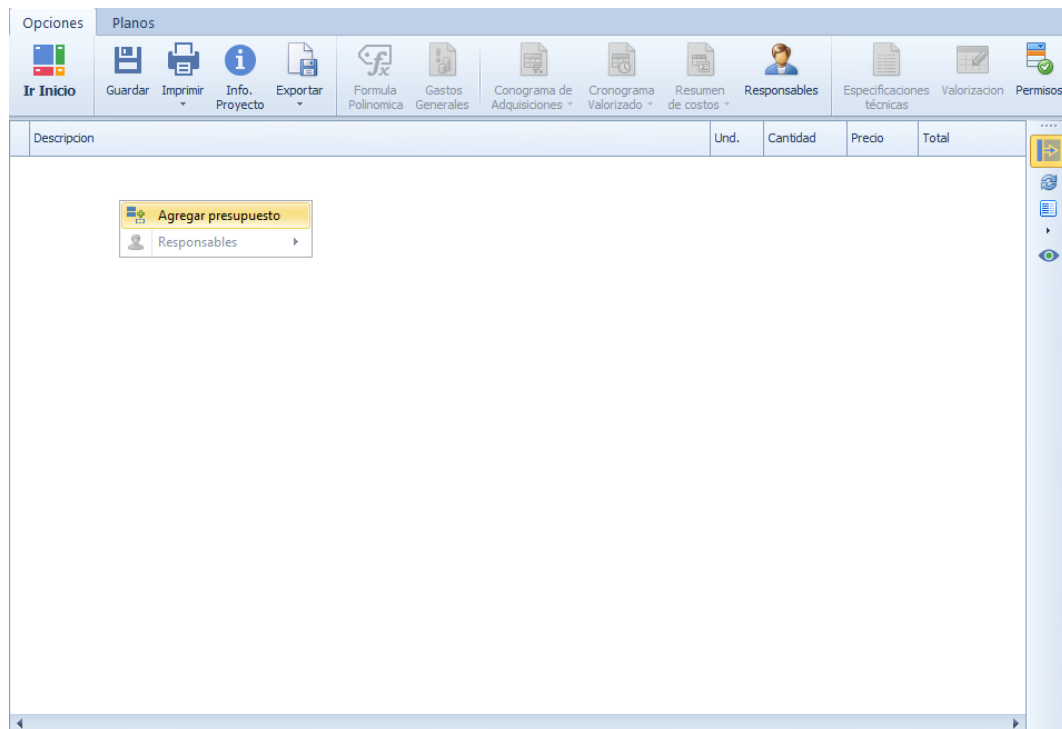 Opciones Planos
Ir Inicio Guardar Imprimir Info. Proyecto Exportar Formula Polinomica Gastos Generales Conograma de Adquisiciones Cronograma Valorizado Resumen de costos Responsables Especificaciones técnicas Valorizacion Permisos
Descripcion Und. Cantidad Precio Total
Agregar presupuesto
Responsables